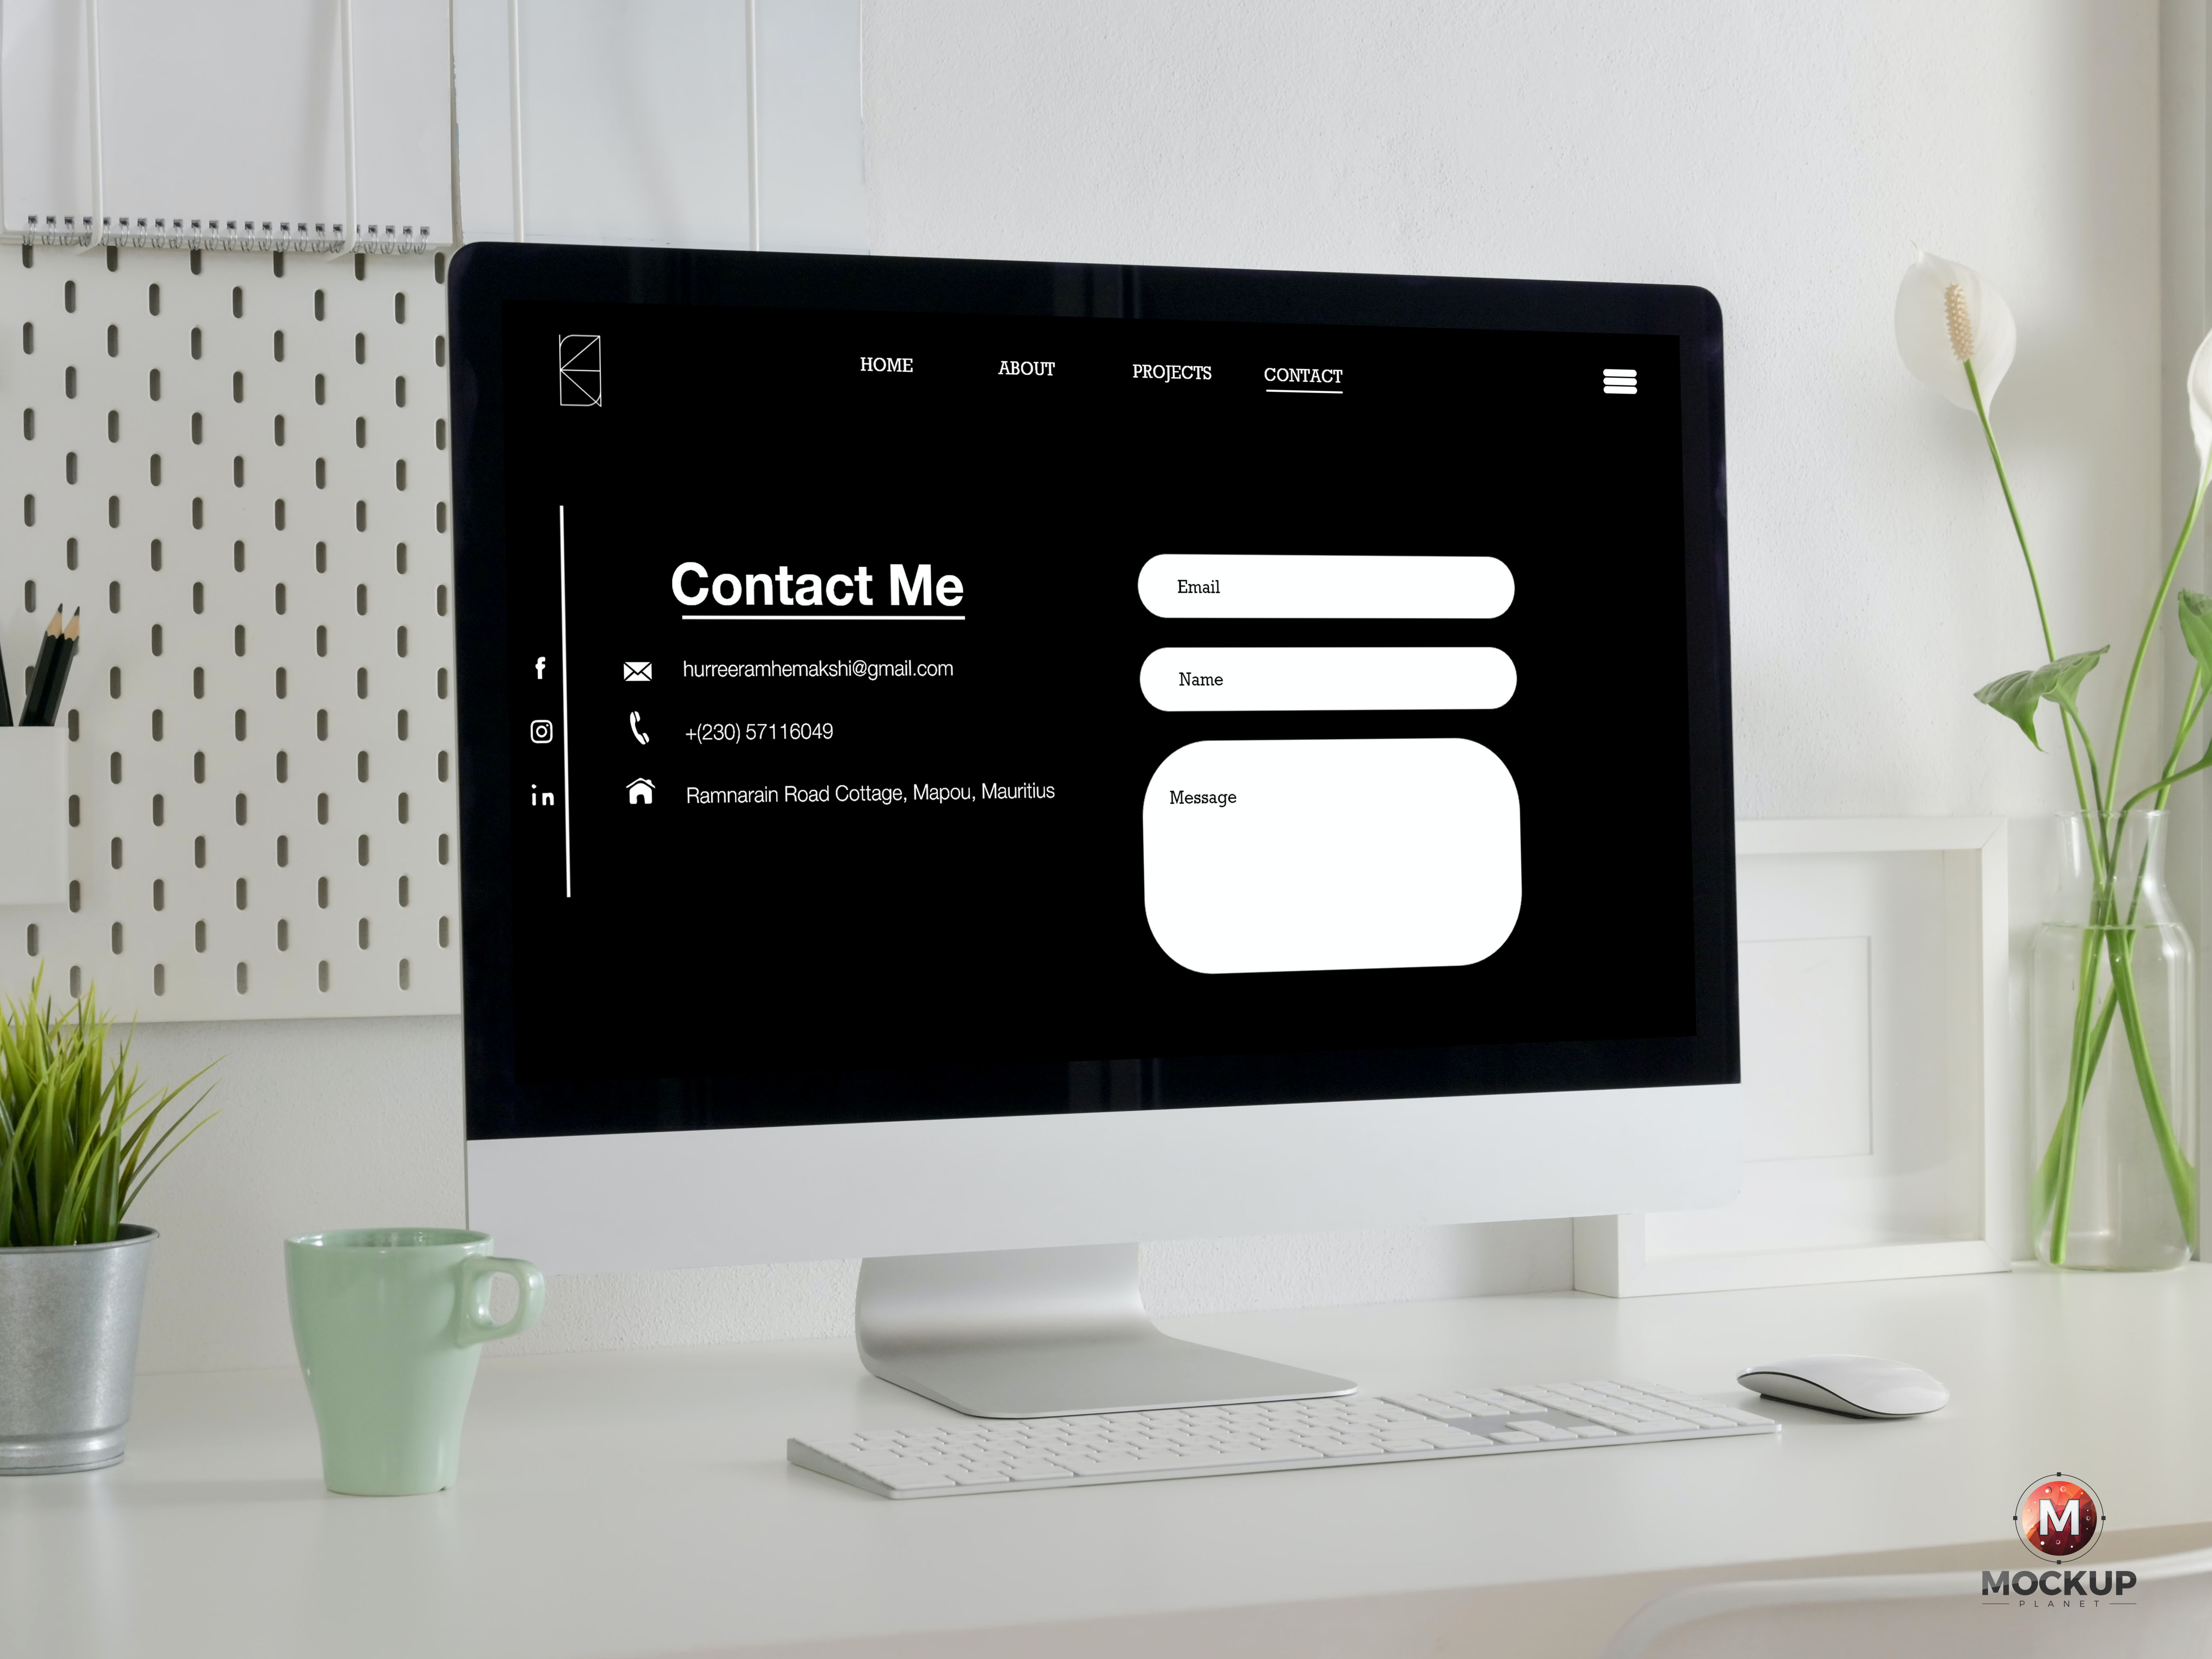 HOME ABOUT PROJECTS CONTACT
Contact Me
hurreeramhemakshi@gmail.com
+(230) 57116049
Ramnarain Road Cottage, Mapou, Mauritius
Email
Name
Message
f
in
M
MOCKUP
PLANET